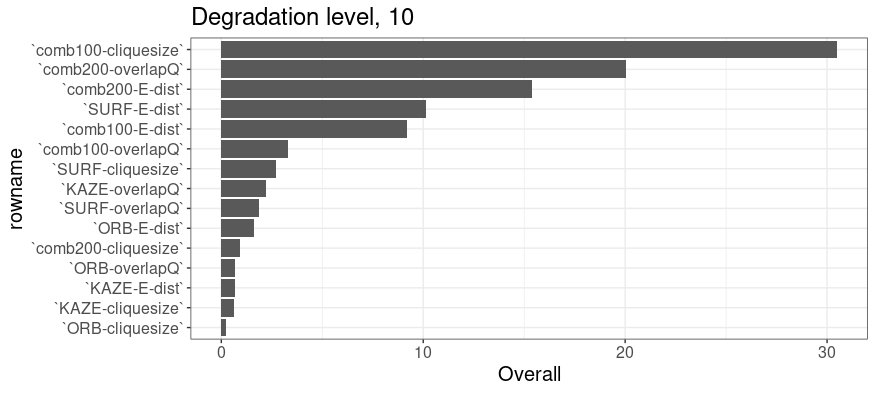 Degradation level, 10
`comb100-cliquesize`
`comb200-overlapQ`
`comb200-E-dist`
`SURF-E-dist`
`comb100-E-dist`
`comb100-overlapQ`
`SURF-cliquesize`
`KAZE-overlapQ`
`SURF-overlapQ`
`ORB-E-dist`
`comb200-cliquesize`
`ORB-overlapQ`
`KAZE-E-dist`
`KAZE-cliquesize`
`ORB-cliquesize`
rowname
0 10 20 30
Overall